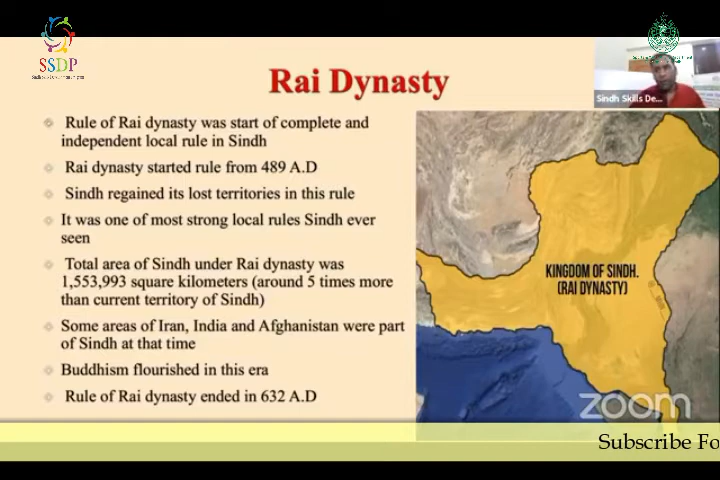 SSDP
Rai Dynasty
Sindh Skills De...
Rule of Rai dynasty was start of complete and
independent local rule in Sindh
Rai dynasty started rule from 489 A.D
Sindh regained its lost territories in this rule
It was one of most strong local rules Sindh ever
seen
Total area of Sindh under Rai dynasty was
1,553,993 square kilometers (around 5 times more
than current territory of Sindh)
Some areas of Iran, India and Afghanistan were part
of Sindh at that time
Buddhism flourished in this era
Rule of Rai dynasty ended in 632 A.D
KINGDOM OF SINDH.
(RAI DYNASTY)
zoom
Subscribe Fo